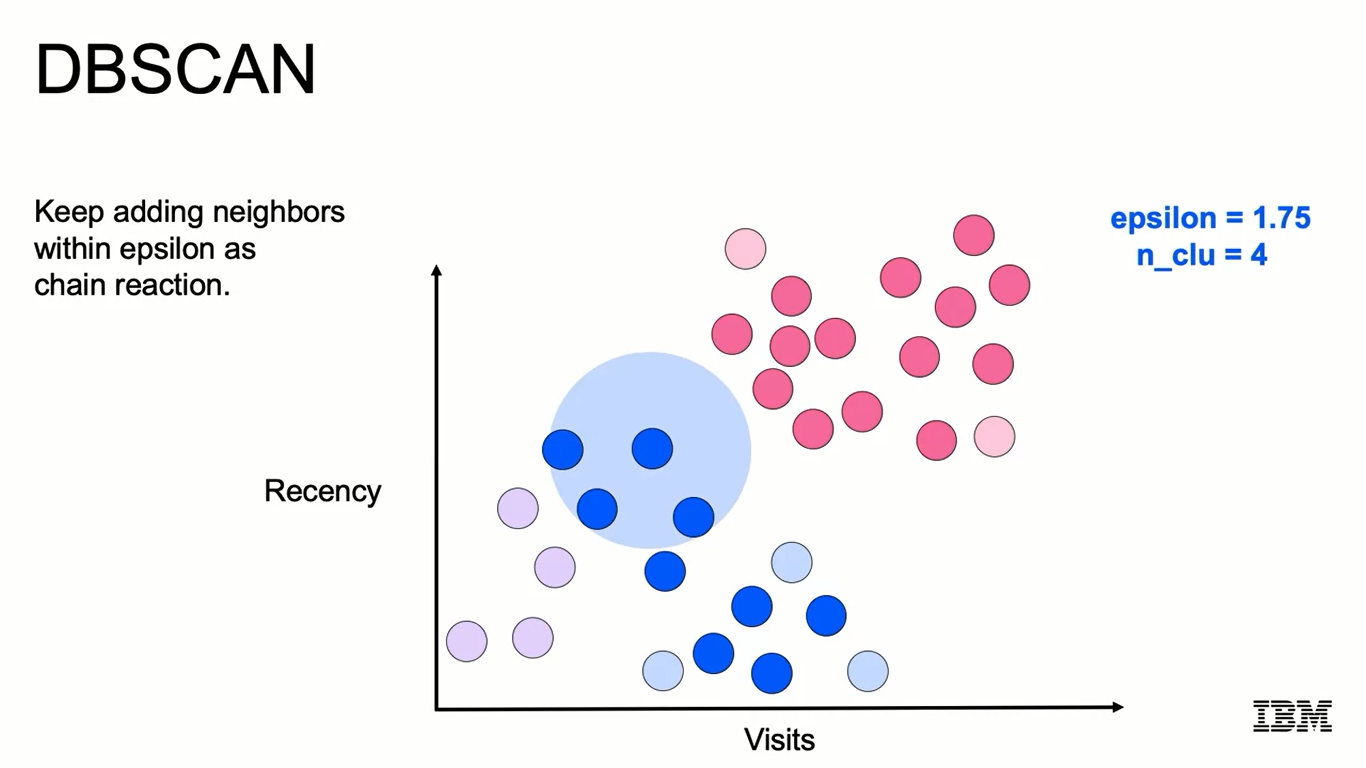 DBSCAN
Keep adding neighbors
within epsilon as
chain reaction.
epsilon = 1.75
n_clu = 4
Recency
Visits
IBM